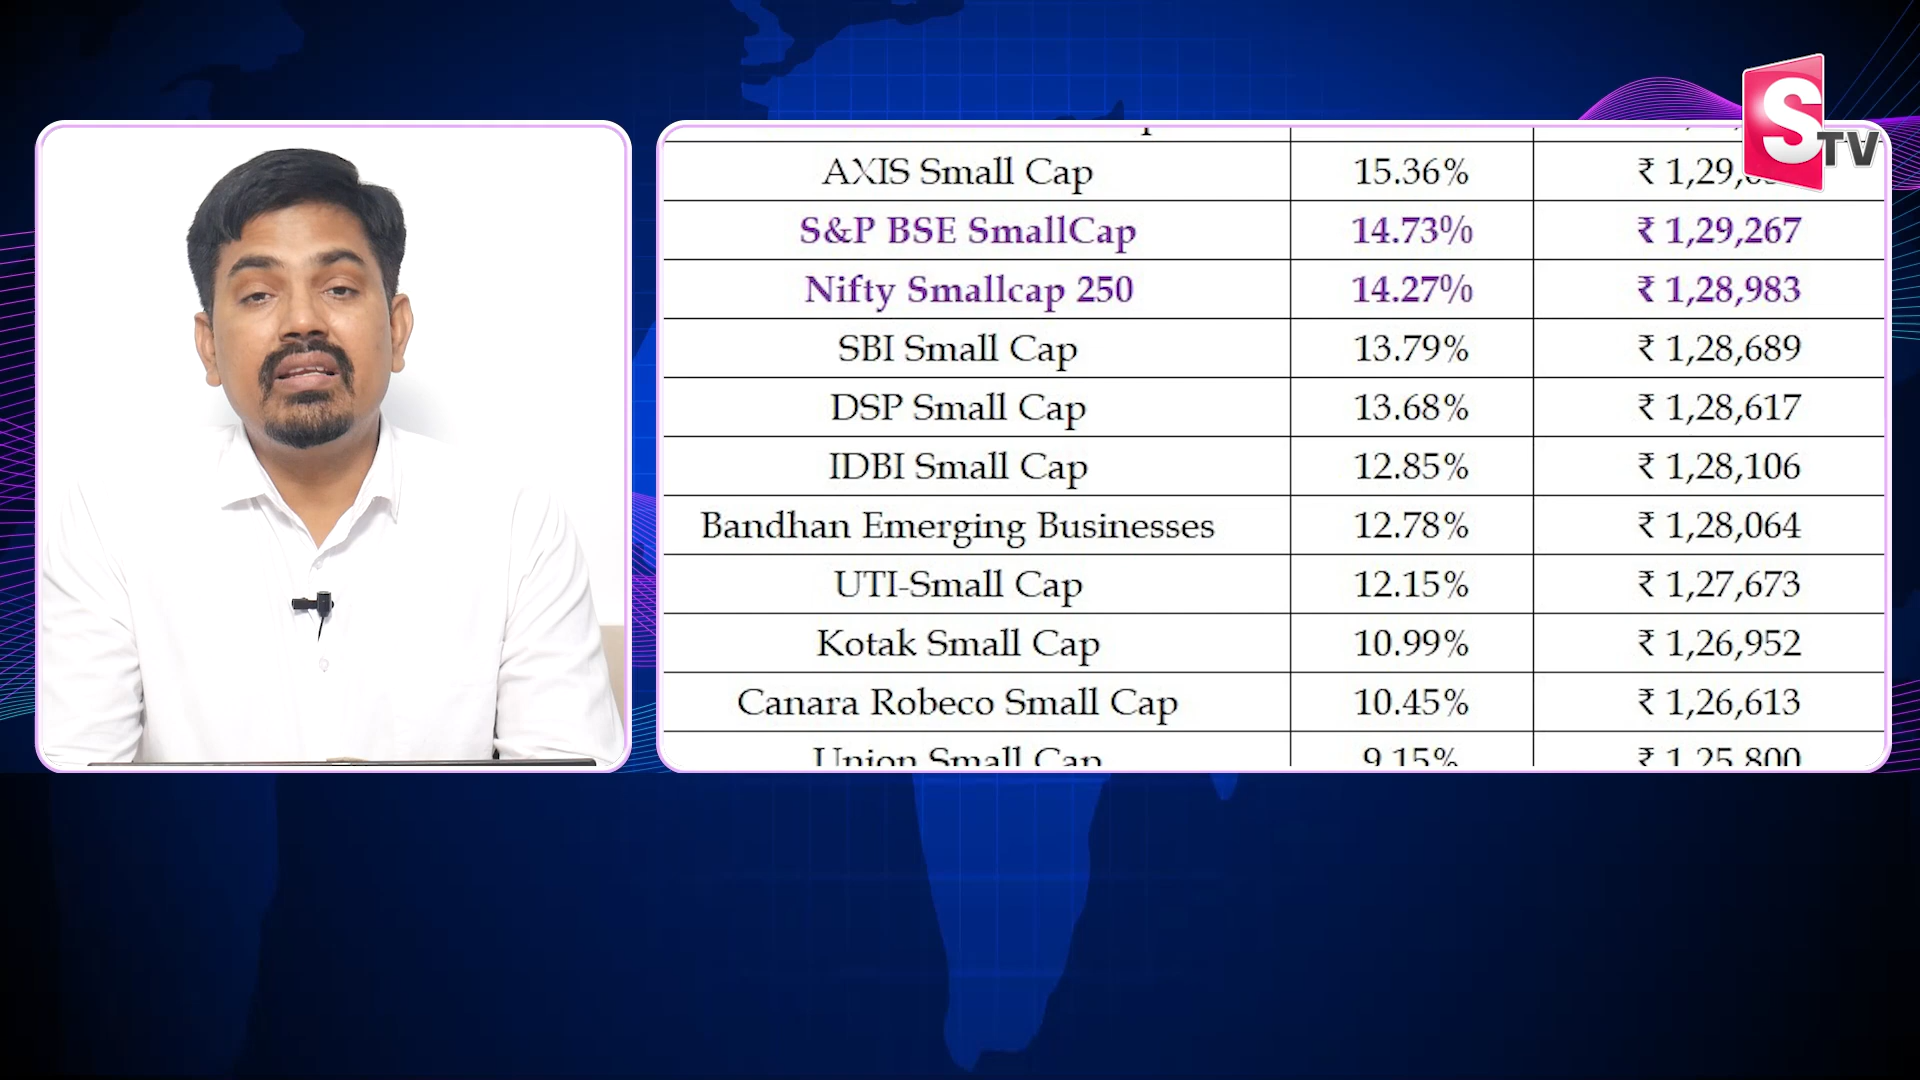 S TV
AXIS Small Cap 15.36% ₹ 1,29,
S&P BSE SmallCap 14.73% ₹ 1,29,267
Nifty Smallcap 250 14.27% ₹ 1,28,983
SBI Small Cap 13.79% ₹ 1,28,689
DSP Small Cap 13.68% ₹ 1,28,617
IDBI Small Cap 12.85% ₹ 1,28,106
Bandhan Emerging Businesses 12.78% ₹ 1,28,064
UTI-Small Cap 12.15% ₹ 1,27,673
Kotak Small Cap 10.99% ₹ 1,26,952
Canara Robeco Small Cap 10.45% ₹ 1,26,613
Union Small Cap 9.15% ₹ 1,25,800